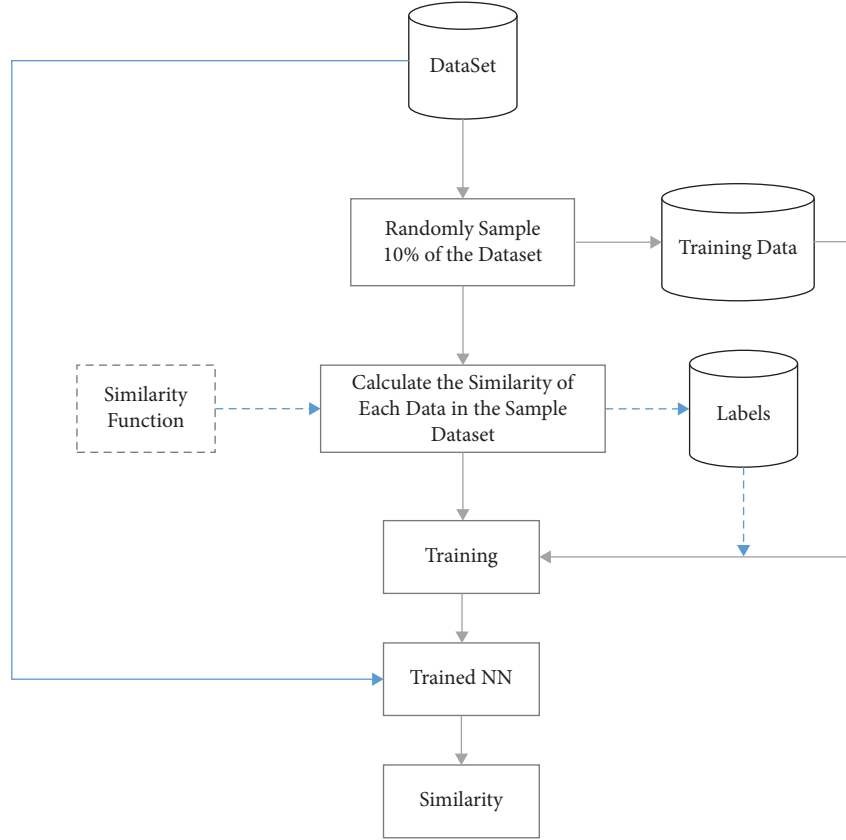 DataSet
Randomly Sample
10% of the Dataset
Training Data
Similarity
Function
Calculate the Similarity of
Each Data in the Sample
Dataset
Labels
Training
Trained NN
Similarity